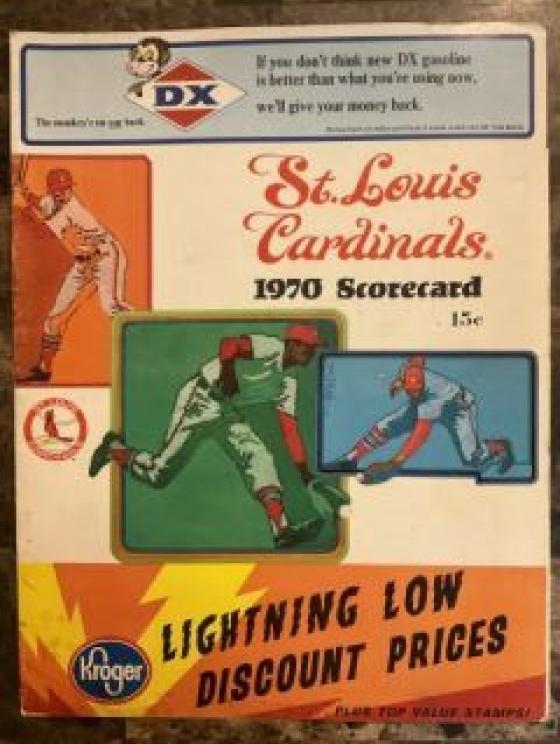 If you don't think new DX gasoline
is better than what you're using now,
we'll give your money back.
DX
The monkey's on our back.
St. Louis
Cardinals®
1970 Scorecard
15¢
LIGHTNING LOW
DISCOUNT PRICES
Kroger
PLUS TOP VALUE STAMPS!